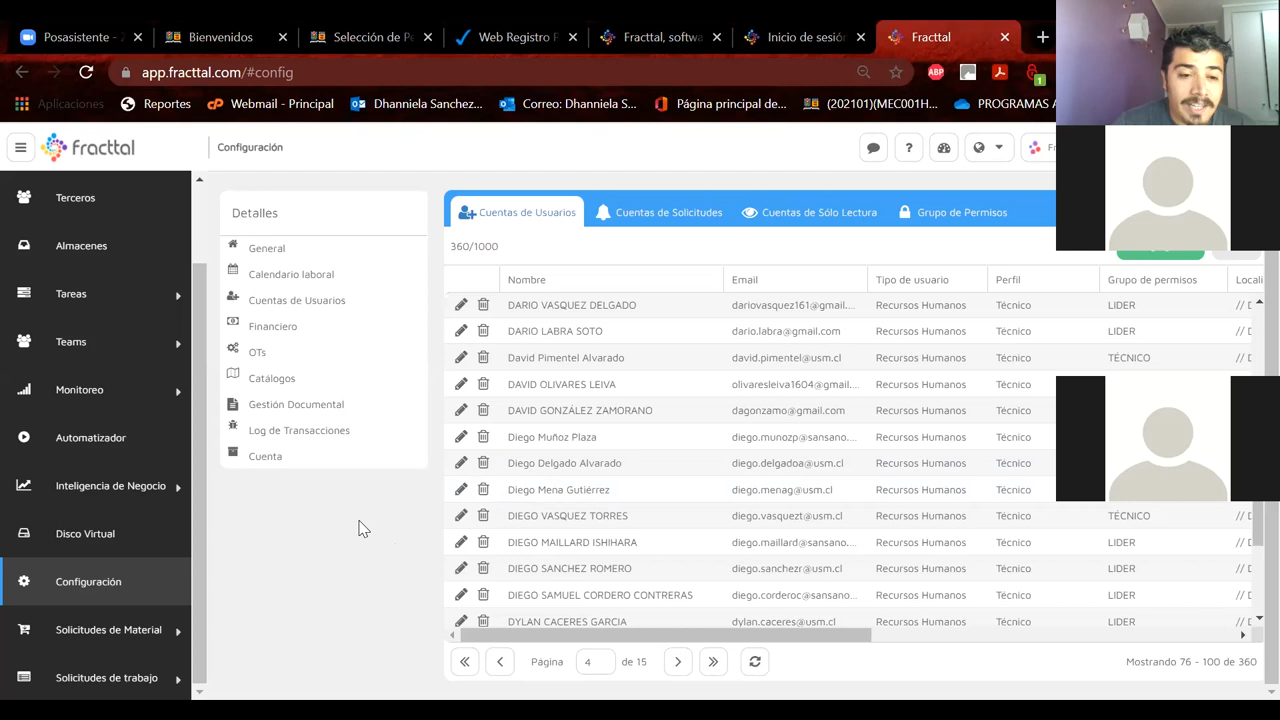 Posasistente - Z
Bienvenidos
Selección de Pe
Web Registro P
Fracttal, softwa
Inicio de sesión
Fracttal
app.fracttal.com/#config
ABP
1
Aplicaciones
Reportes
Webmail - Principal
Dhanniela Sanchez...
Correo: Dhanniela S...
Página principal de...
(202101)(MEC001H...
PROGRAMAS A
fracttal
Configuración
?
Fr
Terceros
Almacenes
Tareas
Teams
Monitoreo
Automatizador
Inteligencia de Negocio
Disco Virtual
Configuración
Solicitudes de Material
Solicitudes de trabajo
Detalles
General
Calendario laboral
Cuentas de Usuarios
Financiero
OTs
Catálogos
Gestión Documental
Log de Transacciones
Cuenta
Cuentas de Usuarios
Cuentas de Solicitudes
Cuentas de Sólo Lectura
Grupo de Permisos
360/1000
Nombre Email Tipo de usuario Perfil Grupo de permisos Locali
DARIO VASQUEZ DELGADO dariovasquez161@gmail.... Recursos Humanos Técnico LIDER // D
DARIO LABRA SOTO dario.labra@gmail.com Recursos Humanos Técnico LIDER // D
David Pimentel Alvarado david.pimentel@usm.cl Recursos Humanos Técnico TÉCNICO // D
DAVID OLIVARES LEIVA olivaresleiva1604@gmail.... Recursos Humanos Técnico
DAVID GONZÁLEZ ZAMORANO dagonzamo@gmail.com Recursos Humanos Técnico
Diego Muñoz Plaza diego.munozp@sansano.... Recursos Humanos Técnico
Diego Delgado Alvarado diego.delgadoa@usm.cl Recursos Humanos Técnico
Diego Mena Gutiérrez diego.menag@usm.cl Recursos Humanos Técnico
DIEGO VASQUEZ TORRES diego.vasquezt@usm.cl Recursos Humanos Técnico TÉCNICO // D
DIEGO MAILLARD ISHIHARA diego.maillard@sansano.... Recursos Humanos Técnico LIDER // D
DIEGO SANCHEZ ROMERO diego.sanchezr@usm.cl Recursos Humanos Técnico LIDER // D
DIEGO SAMUEL CORDERO CONTRERAS diego.corderoc@sansano... Recursos Humanos Técnico LIDER // D
DYLAN CACERES GARCIA dylan.caceres@usm.cl Recursos Humanos Técnico LIDER // D
Página 4 de 15
Mostrando 76 - 100 de 360